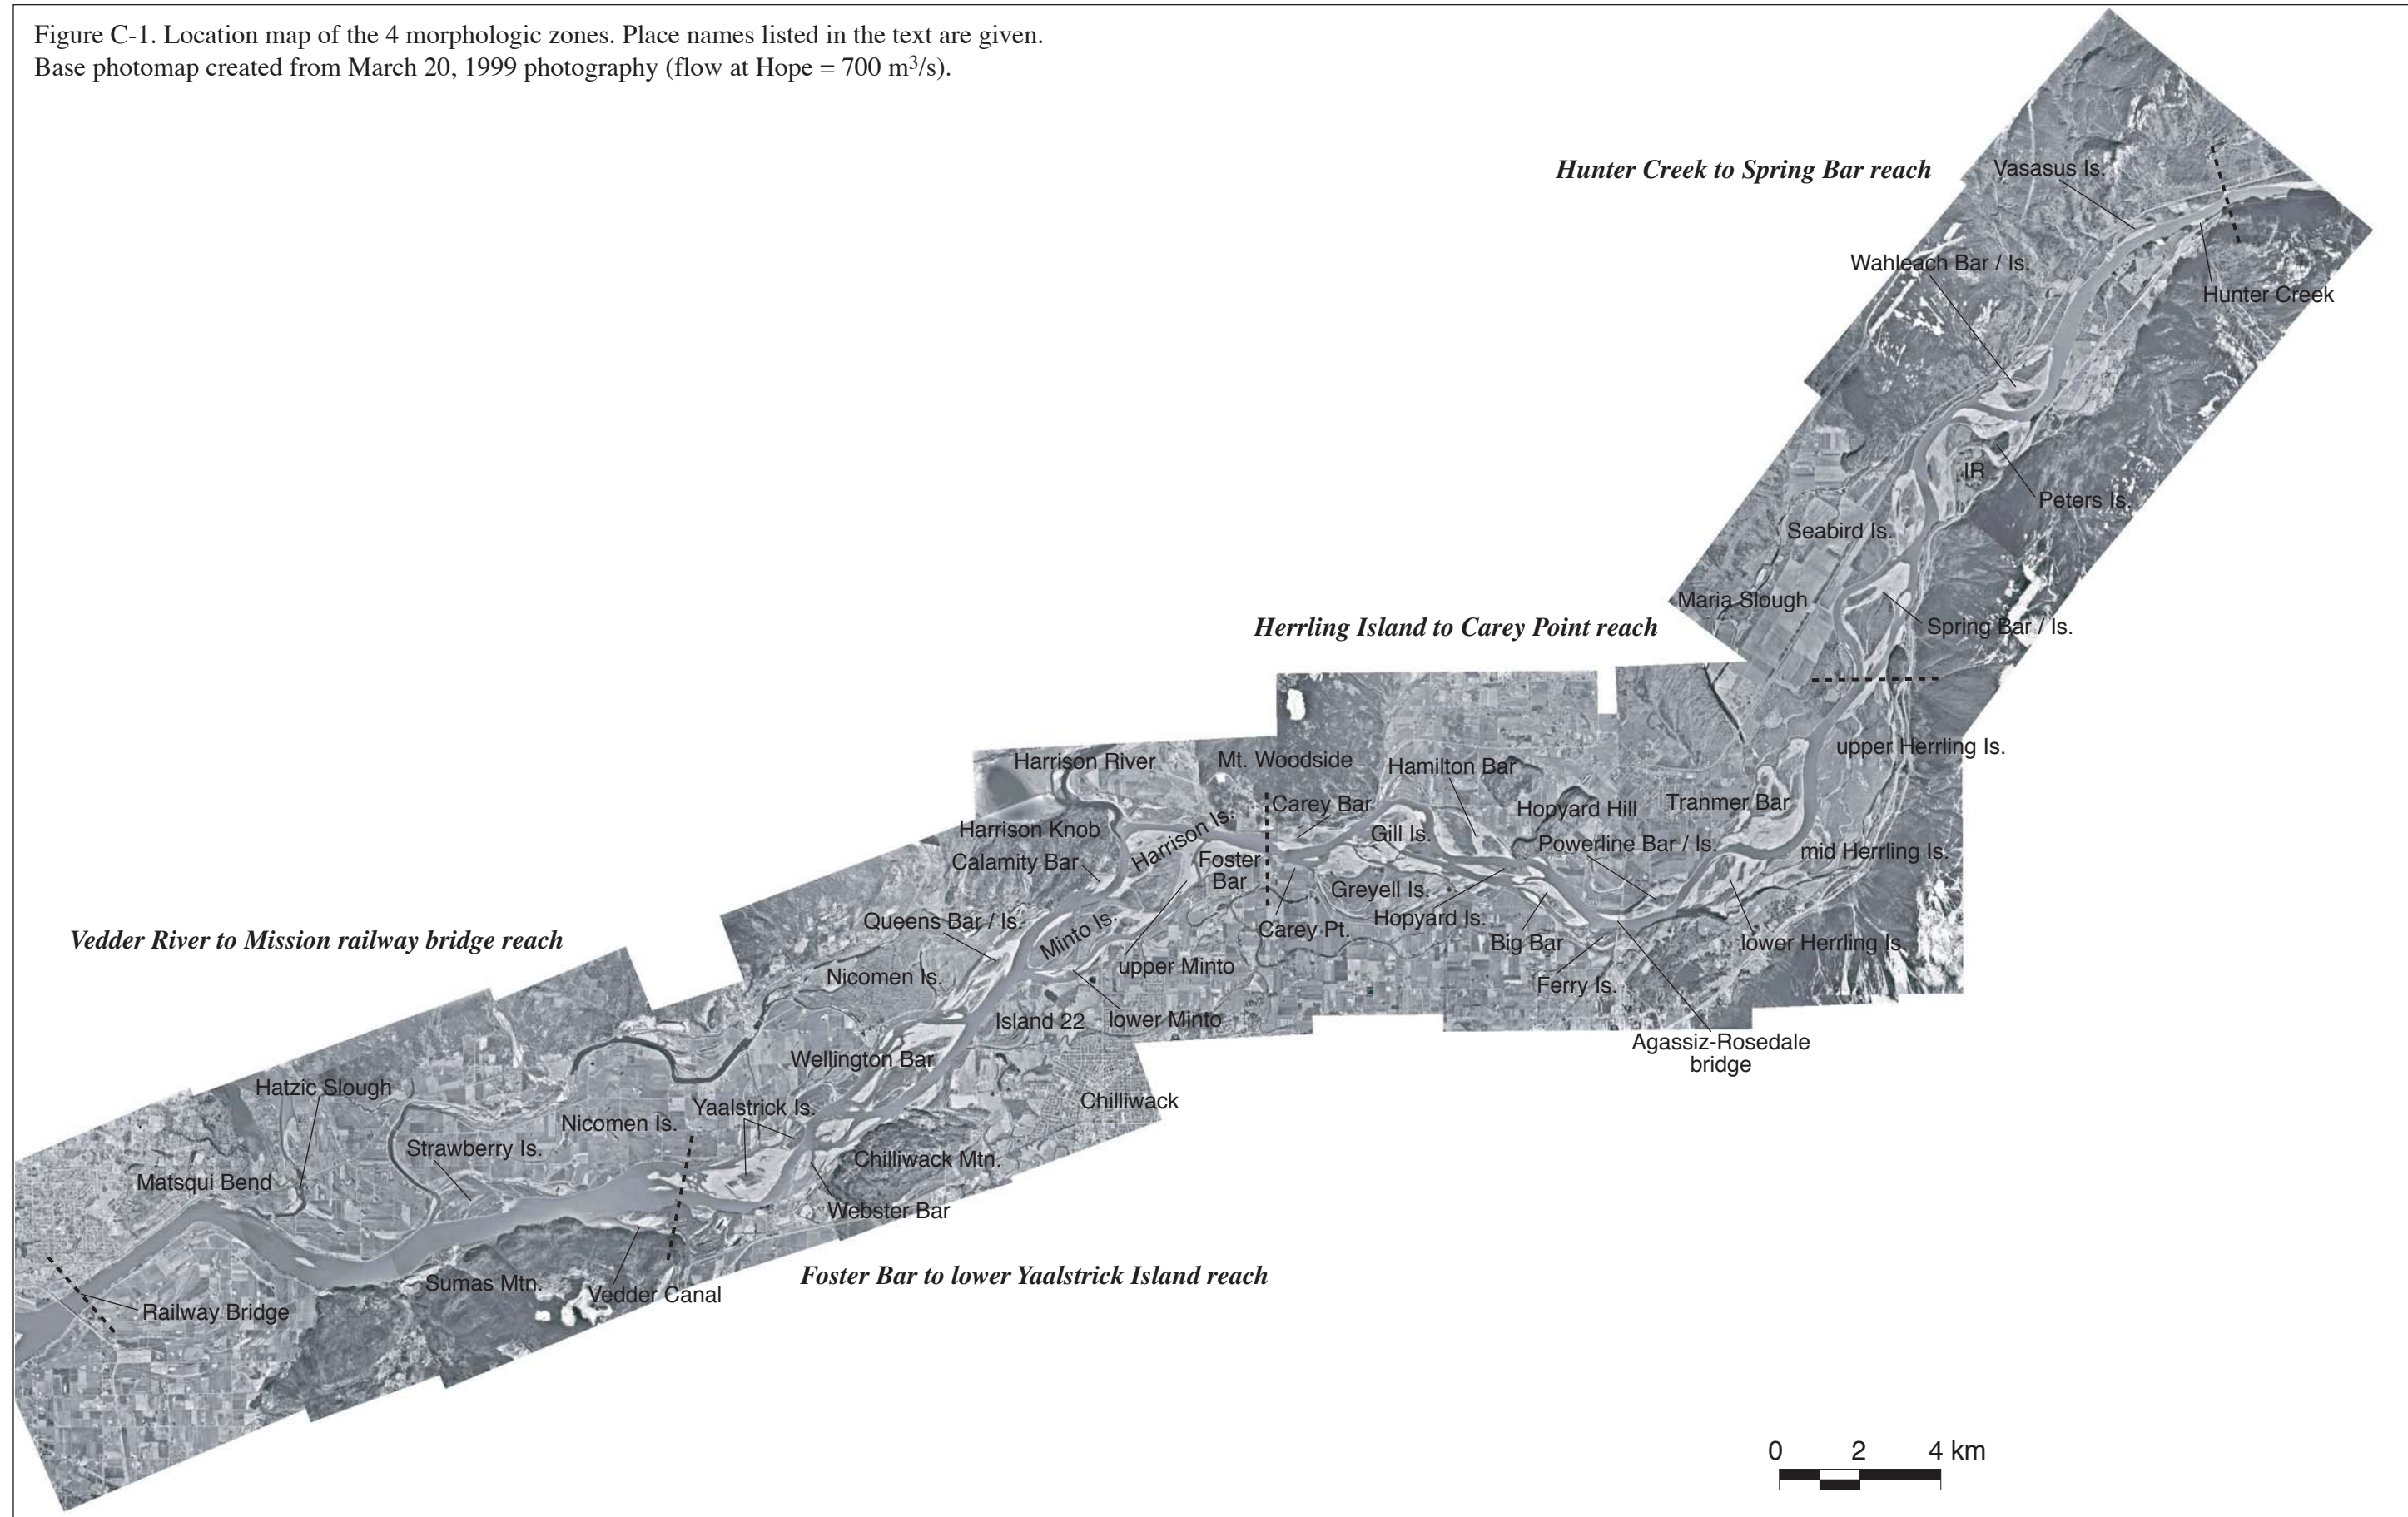 Figure C-1. Location map of the 4 morphologic zones. Place names listed in the text are given.
Base photomap created from March 20, 1999 photography (flow at Hope = 700 m³/s).
Hunter Creek to Spring Bar reach
Vasasus Is.
Wahleach Bar / Is.
Hunter Creek
IR
Peters Is.
Seabird Is.
Maria Slough
Spring Bar / Is.
Herrling Island to Carey Point reach
upper Herrling Is.
Harrison River
Mt. Woodside
Hamilton Bar
Carey Bar
Hopyard Hill
Tranmer Bar
Harrison Knob
Harrison Is.
Gill Is.
Powerline Bar / Is.
mid Herrling Is.
Calamity Bar
Foster
Bar
Greyell Is.
Queens Bar / Is.
Minto Is.
Carey Pt.
Hopyard Is.
Big Bar
lower Herrling Is.
Vedder River to Mission railway bridge reach
Nicomen Is.
upper Minto
Ferry Is.
Island 22
lower Minto
Agassiz-Rosedale
bridge
Wellington Bar
Hatzic Slough
Yaalstrick Is.
Chilliwack
Nicomen Is.
Strawberry Is.
Chilliwack Mtn.
Matsqui Bend
Webster Bar
Foster Bar to lower Yaalstrick Island reach
Sumas Mtn.
Vedder Canal
Railway Bridge
0 2 4 km